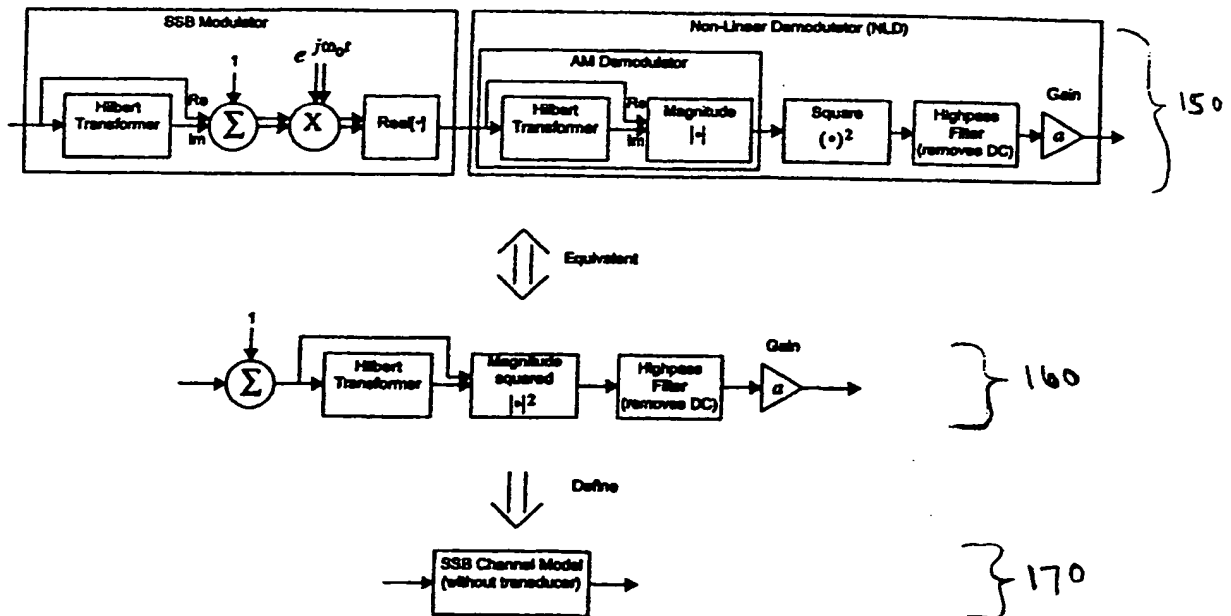 SSB Modulator
Non-Linear Demodulator (NLD)
AM Demodulator
1
e^{jω₀t}
Hilbert
Transformer
Re
Im
Σ
X
Real[•]
Hilbert
Transformer
Re
Im
Magnitude
|•|
Square
(•)²
Highpass
Filter
(removes DC)
Gain
a
150
Equivalent
1
Σ
Hilbert
Transformer
Magnitude
squared
|•|²
Highpass
Filter
(removes DC)
Gain
a
160
Define
SSB Channel Model
(without transducer)
170